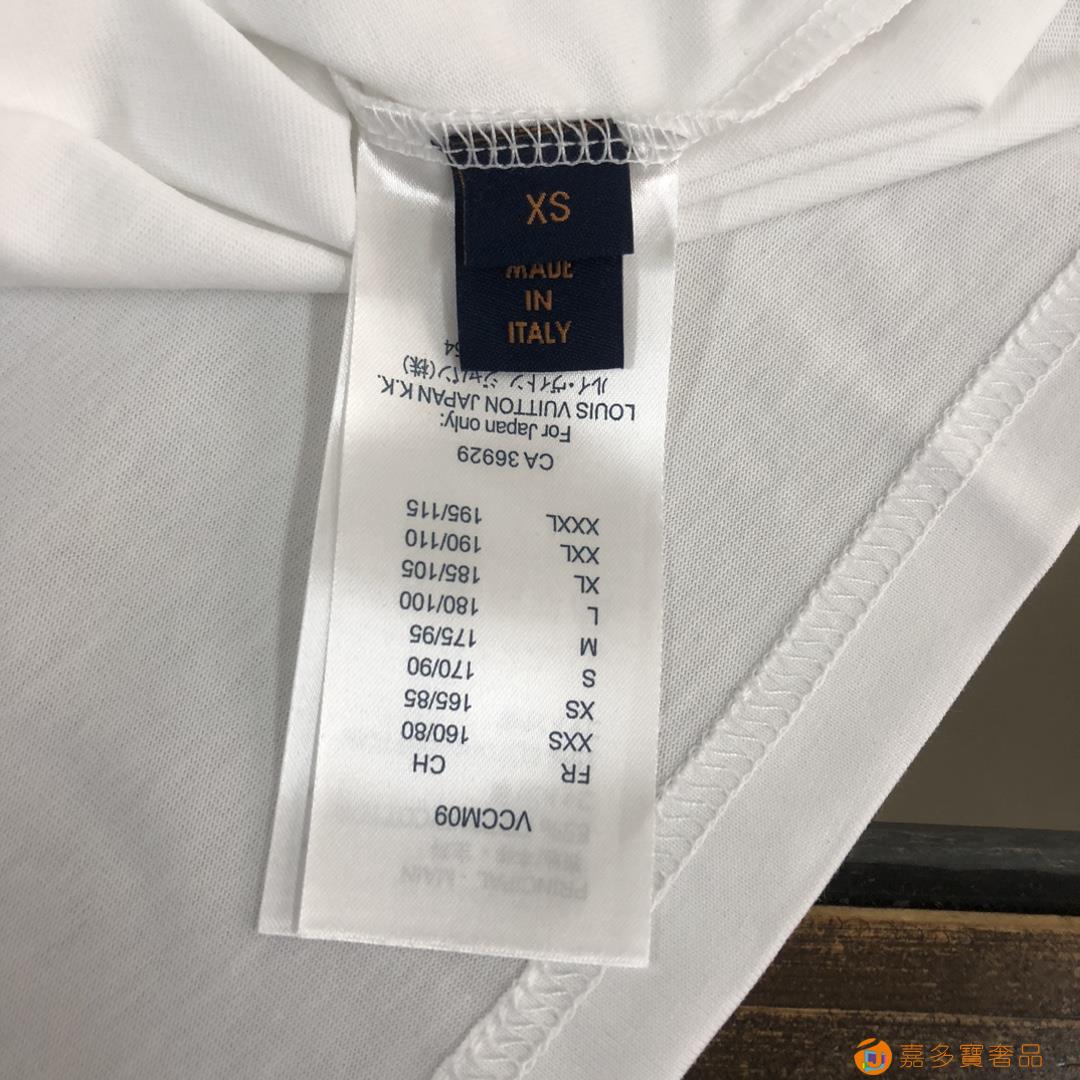 XS
MADE
IN
ITALY
VCCM09
FR CH
XXS 160/80
XS 165/85
S 170/90
M 175/95
L 180/100
XL 185/105
XXL 190/110
XXXL 195/115
CA 36929
For Japan only:
LOUIS VUITTON JAPAN K.K.
ルイ・ヴィトン ジャパン(株)
PRINCIPAL - MAIN
嘉多寶奢品